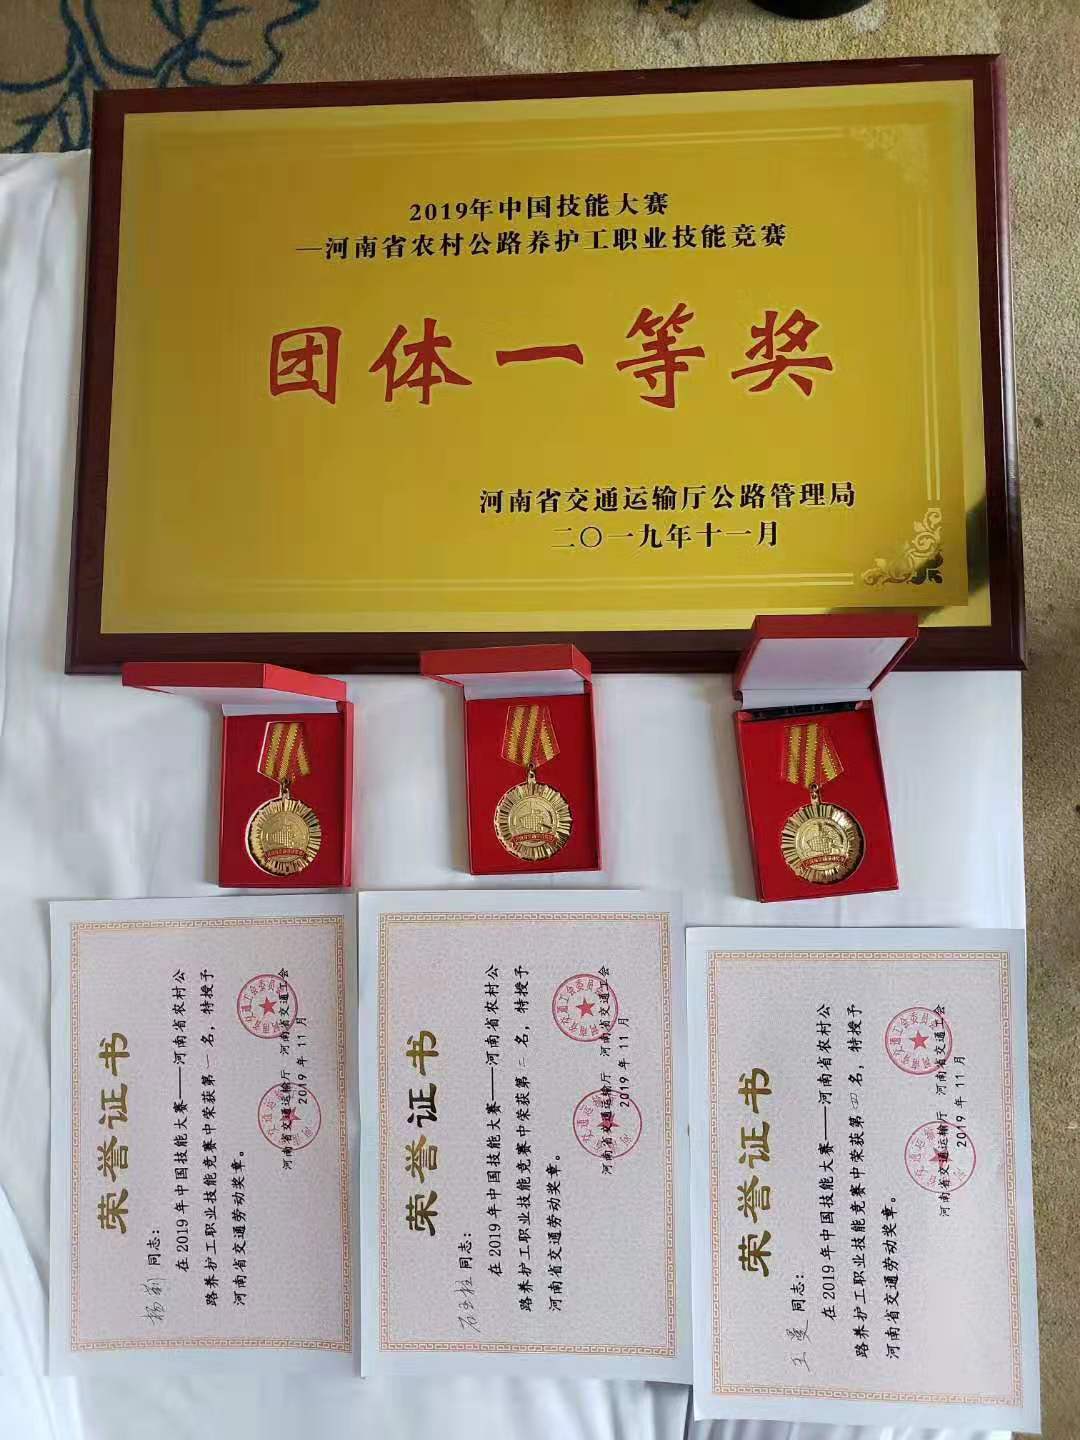 2019年中国技能大赛
—河南省农村公路养护工职业技能竞赛
团体一等奖
河南省交通运输厅公路管理局
二〇一九年十一月
荣誉证书
同志：
在2019年中国技能大赛——河南省农村公
路养护工职业技能竞赛中荣获第一名，特授予
河南省交通劳动奖章。
河南省交通运输厅 河南省交通工会
2019年11月
荣誉证书
石玉柱 同志：
在2019年中国技能大赛——河南省农村公
路养护工职业技能竞赛中荣获第二名，特授予
河南省交通劳动奖章。
河南省交通运输厅 河南省交通工会
2019年11月
荣誉证书
王曼 同志：
在2019年中国技能大赛——河南省农村公
路养护工职业技能竞赛中荣获第四名，特授予
河南省交通劳动奖章。
河南省交通运输厅 河南省交通工会
2019年11月